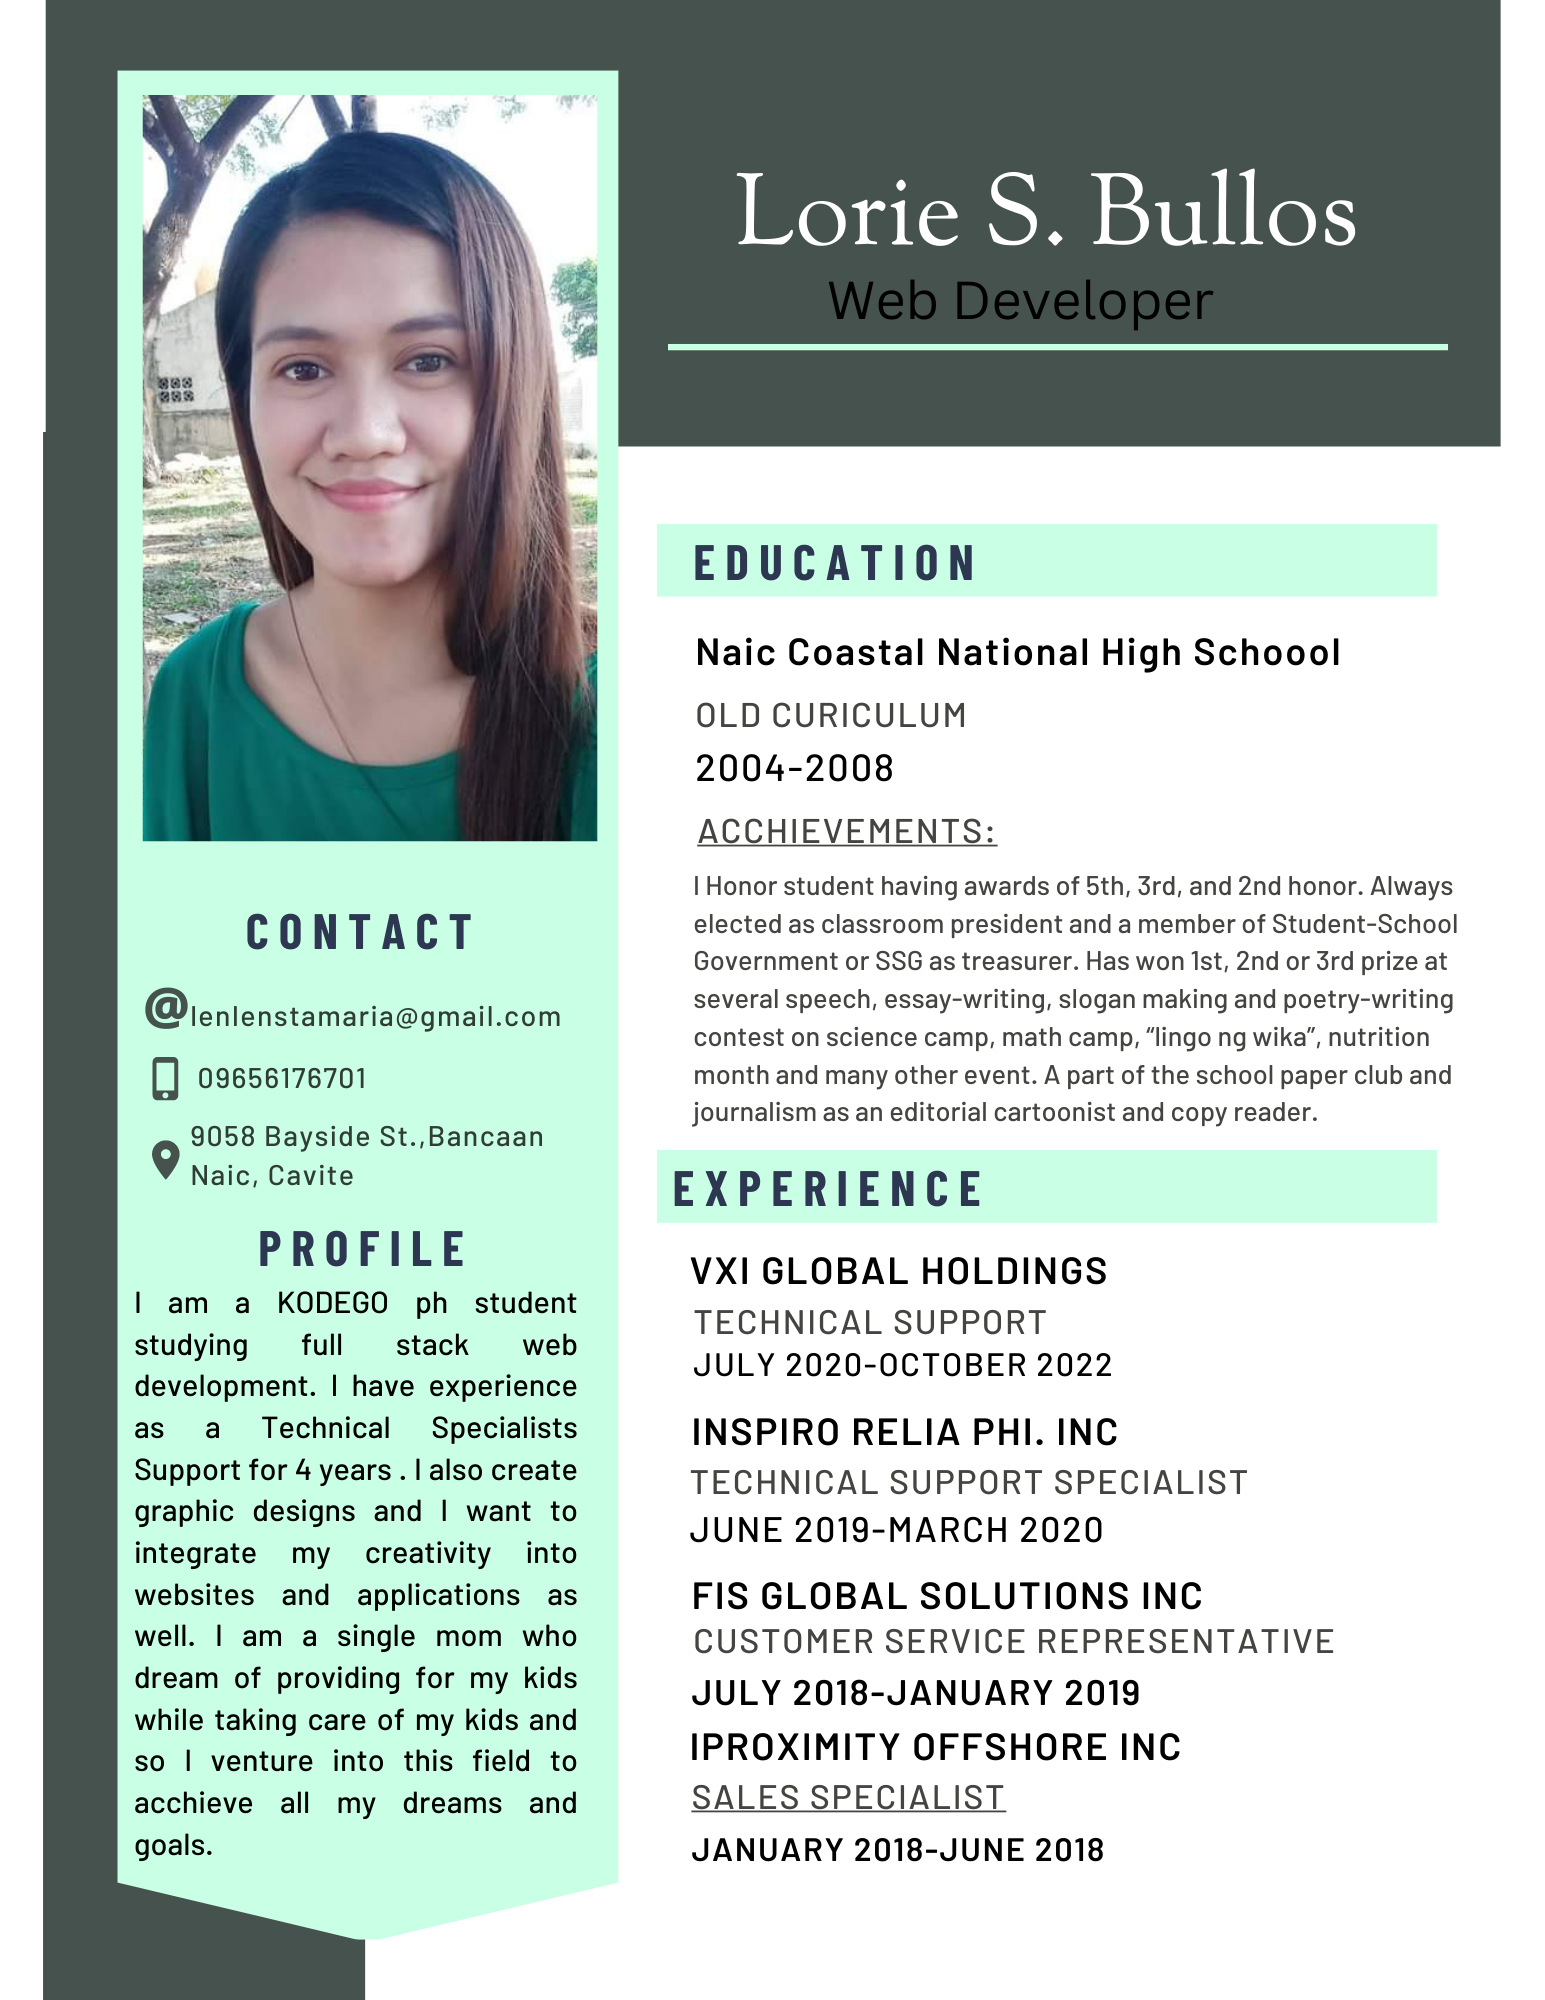 Lorie S. Bullos
Web Developer
CONTACT
@lenlenstamaria@gmail.com
09656176701
9058 Bayside St.,Bancaan
Naic, Cavite
PROFILE
I am a KODEGO ph student
studying full stack web
development. I have experience
as a Technical Specialists
Support for 4 years . I also create
graphic designs and I want to
integrate my creativity into
websites and applications as
well. I am a single mom who
dream of providing for my kids
while taking care of my kids and
so I venture into this field to
acchieve all my dreams and
goals.
EDUCATION
Naic Coastal National High Schoool
OLD CURICULUM
2004-2008
ACCHIEVEMENTS:
I Honor student having awards of 5th, 3rd, and 2nd honor. Always
elected as classroom president and a member of Student-School
Government or SSG as treasurer. Has won 1st, 2nd or 3rd prize at
several speech, essay-writing, slogan making and poetry-writing
contest on science camp, math camp, “lingo ng wika”, nutrition
month and many other event. A part of the school paper club and
journalism as an editorial cartoonist and copy reader.
EXPERIENCE
VXI GLOBAL HOLDINGS
TECHNICAL SUPPORT
JULY 2020-OCTOBER 2022
INSPIRO RELIA PHI. INC
TECHNICAL SUPPORT SPECIALIST
JUNE 2019-MARCH 2020
FIS GLOBAL SOLUTIONS INC
CUSTOMER SERVICE REPRESENTATIVE
JULY 2018-JANUARY 2019
IPROXIMITY OFFSHORE INC
SALES SPECIALIST
JANUARY 2018-JUNE 2018